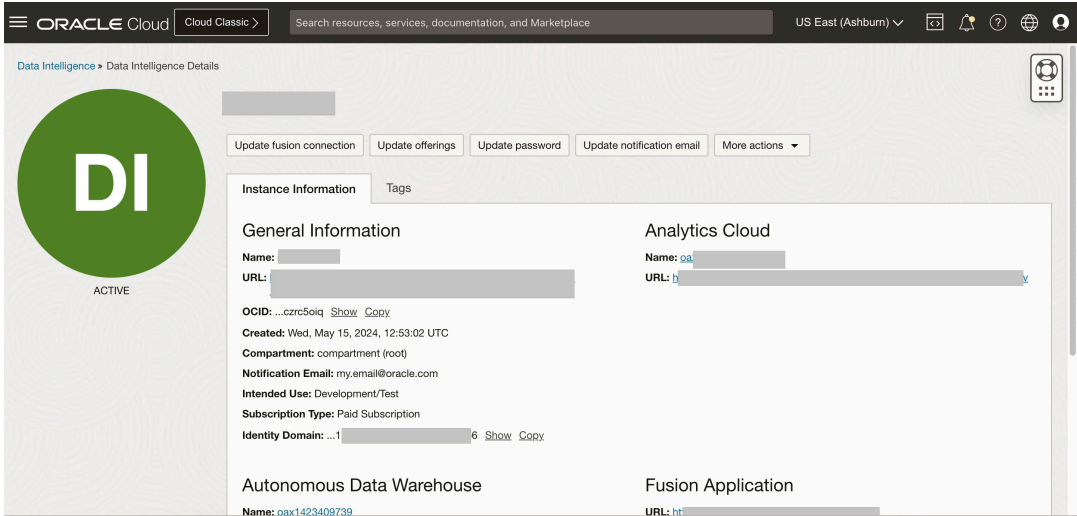 ORACLE Cloud
Cloud Classic
Search resources, services, documentation, and Marketplace
US East (Ashburn)
Data Intelligence » Data Intelligence Details
DI
ACTIVE
Update fusion connection
Update offerings
Update password
Update notification email
More actions
Instance Information
Tags
General Information
Name:
URL:
OCID: ...czrc5oiq Show Copy
Created: Wed, May 15, 2024, 12:53:02 UTC
Compartment: compartment (root)
Notification Email: my.email@oracle.com
Intended Use: Development/Test
Subscription Type: Paid Subscription
Identity Domain: ...1 6 Show Copy
Analytics Cloud
Name: oa
URL: h v
Autonomous Data Warehouse
Name: oax1423409739
Fusion Application
URL: ht